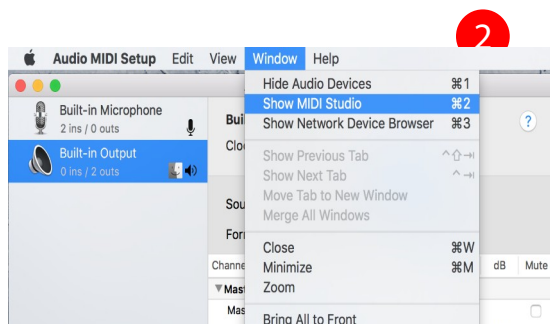 2
Audio MIDI Setup Edit View Window Help
Hide Audio Devices ⌘1
Show MIDI Studio ⌘2
Show Network Device Browser ⌘3
Show Previous Tab ^⇧⇥
Show Next Tab ^⇥
Move Tab to New Window
Merge All Windows
Close ⌘W
Minimize ⌘M
Zoom
Bring All to Front
Built-in Microphone
2 ins / 0 outs
Built-in Output
0 ins / 2 outs
Bui
?
Cloc
Sou
For
Channe dB Mute
Mast
Mas